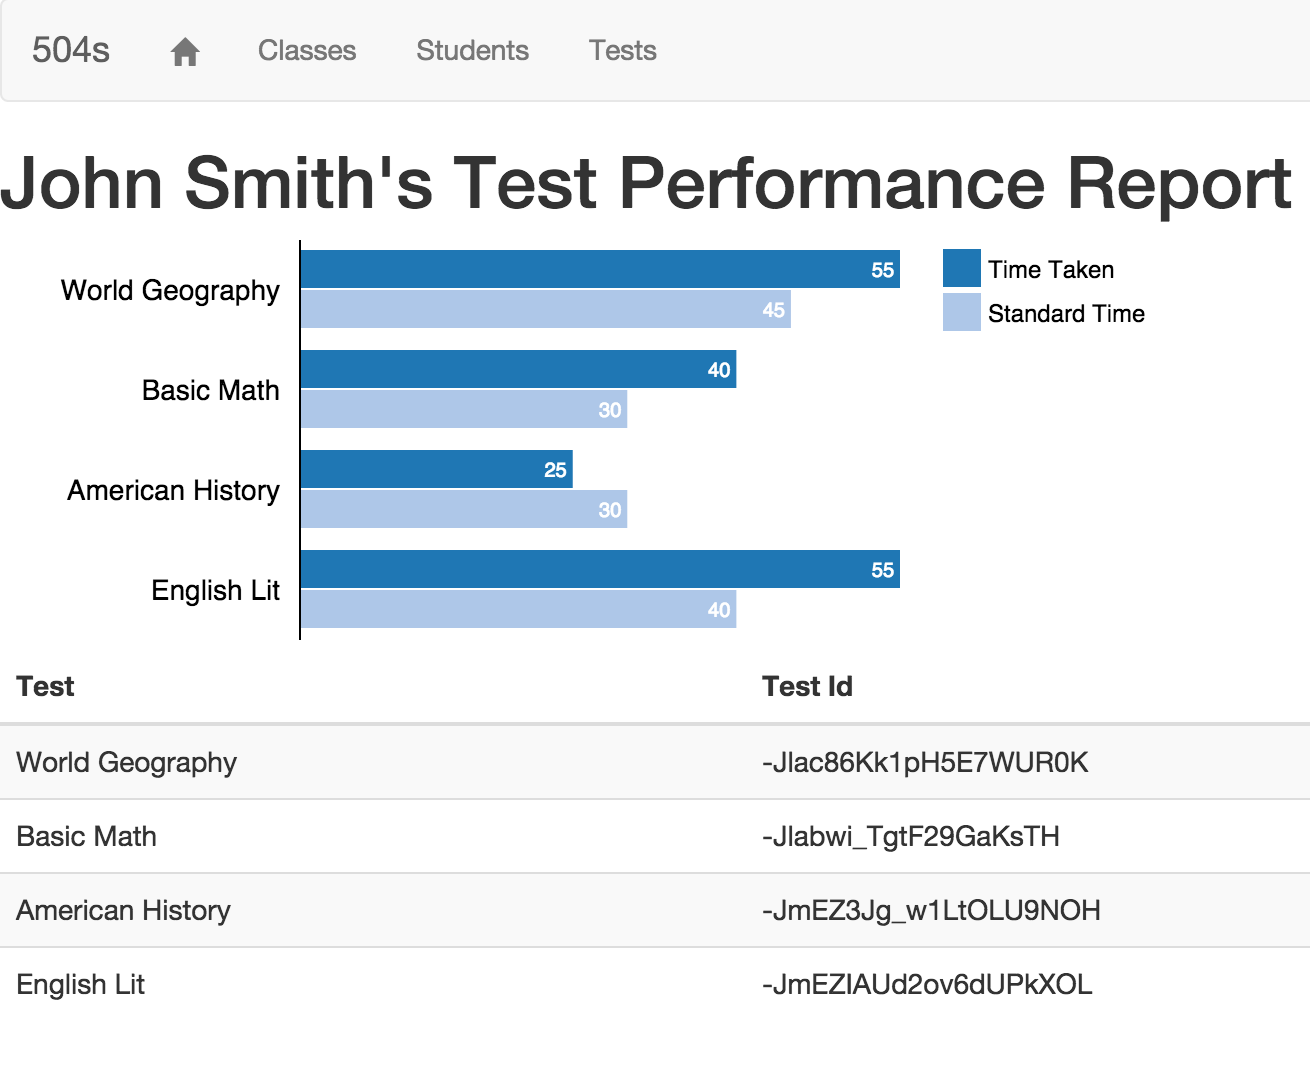 504s Classes Students Tests
John Smith's Test Performance Report
World Geography 55 45
Time Taken
Standard Time
Basic Math 40 30
American History 25 30
English Lit 55 40
Test Test Id
World Geography -Jlac86Kk1pH5E7WUR0K
Basic Math -Jlabwi_TgtF29GaKsTH
American History -JmEZ3Jg_w1LtOLU9NOH
English Lit -JmEZIAUd2ov6dUPkXOL